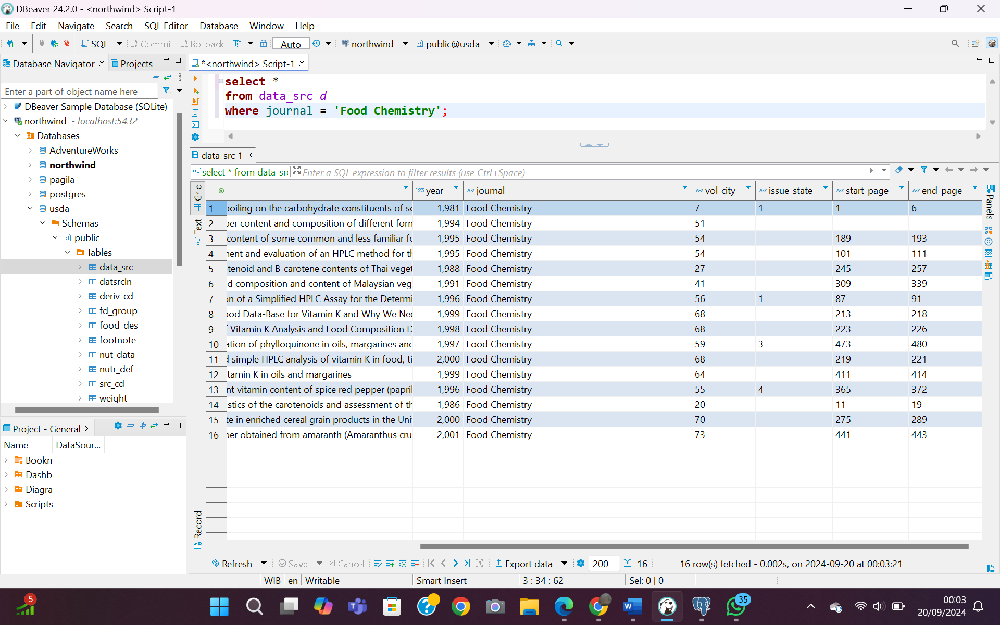 DBeaver 24.2.0 - <northwind> Script-1
File Edit Navigate Search SQL Editor Database Window Help
SQL Commit Rollback Auto northwind public@usda
Database Navigator Projects
*<northwind> Script-1
Enter a part of object name here
DBeaver Sample Database (SQLite)
northwind - localhost:5432
Databases
AdventureWorks
northwind
pagila
postgres
usda
Schemas
public
Tables
data_src
datsrcln
deriv_cd
fd_group
food_des
footnote
nut_data
nutr_def
src_cd
weight
Project - General
Name DataSour...
Bookm
Dashb
Diagra
Scripts
select *
from data_src d
where journal = 'Food Chemistry';
data_src 1
select * from data_src Enter a SQL expression to filter results (use Ctrl+Space)
Grid
Text
Record
Panels
123 year A-Z journal A-Z vol_city A-Z issue_state A-Z start_page A-Z end_page
1 boiling on the carbohydrate constituents of so 1,981 Food Chemistry 7 1 1 6
2 ber content and composition of different forn 1,994 Food Chemistry 51
3 content of some common and less familiar fo 1,995 Food Chemistry 54 189 193
4 nent and evaluation of an HPLC method for th 1,995 Food Chemistry 54 101 111
5 tenoid and B-carotene contents of Thai veget 1,988 Food Chemistry 27 245 257
6 d composition and content of Malaysian veg 1,991 Food Chemistry 41 309 339
7 on of a Simplified HPLC Assay for the Determi 1,996 Food Chemistry 56 1 87 91
8 ood Data-Base for Vitamin K and Why We Nee 1,999 Food Chemistry 68 213 218
9 f Vitamin K Analysis and Food Composition D 1,998 Food Chemistry 68 223 226
10 ation of phylloquinone in oils, margarines and 1,997 Food Chemistry 59 3 473 480
11 d simple HPLC analysis of vitamin K in food, ti 2,000 Food Chemistry 68 219 221
12 tamin K in oils and margarines 1,999 Food Chemistry 64 411 414
13 nt vitamin content of spice red pepper (papril 1,996 Food Chemistry 55 4 365 372
14 stics of the carotenoids and assessment of th 1,986 Food Chemistry 20 11 19
15 te in enriched cereal grain products in the Unit 2,000 Food Chemistry 70 275 289
16 ber obtained from amaranth (Amaranthus cru 2,001 Food Chemistry 73 441 443
Refresh Save Cancel Export data 200 16 16 row(s) fetched - 0.002s, on 2024-09-20 at 00:03:21
WIB en Writable Smart Insert 3 : 34 : 62 Sel: 0 | 0
5
35
00:03
20/09/2024